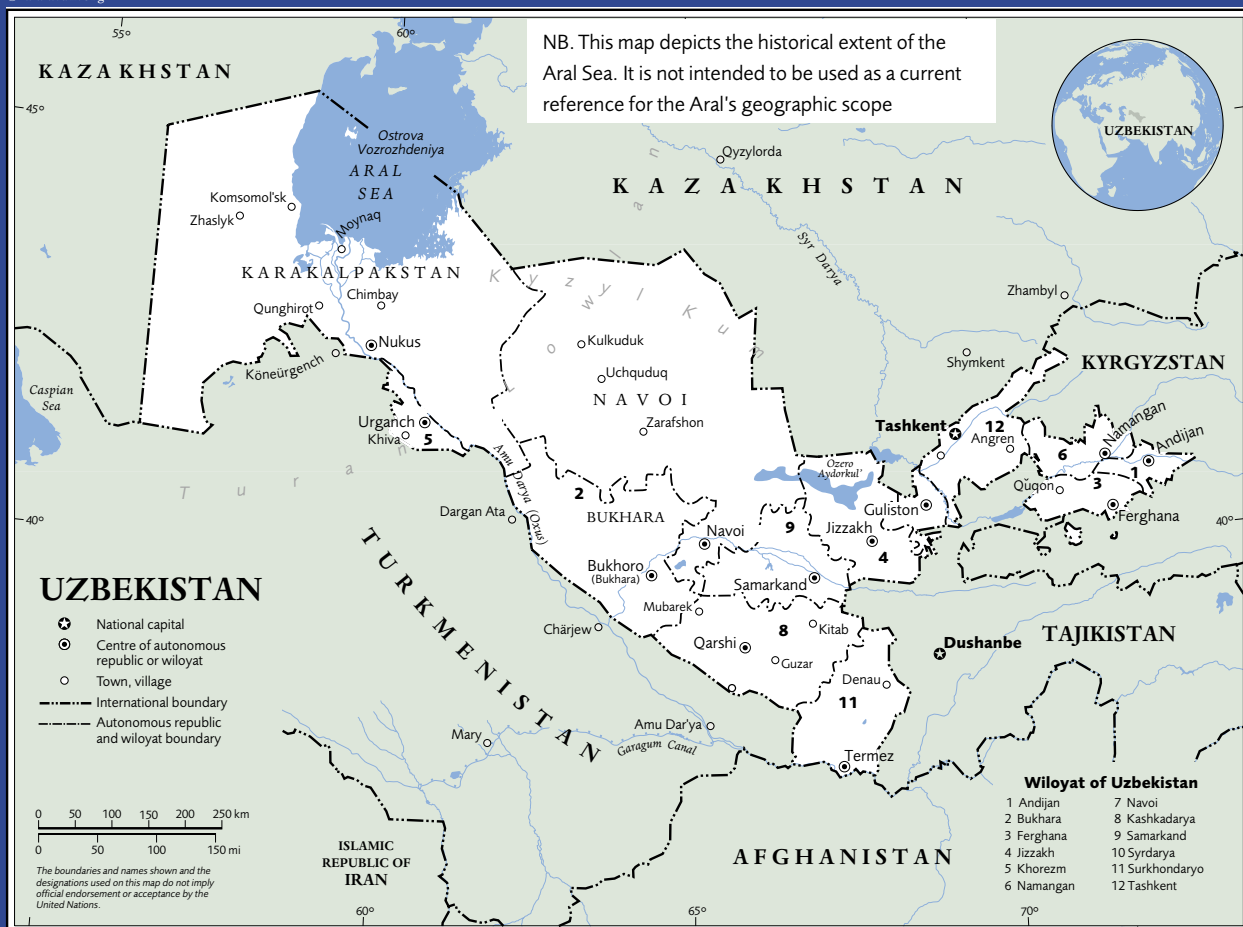 55°
60°
NB. This map depicts the historical extent of the
Aral Sea. It is not intended to be used as a current
reference for the Aral's geographic scope
KAZAKHSTAN
45°
Ostrova
Vozrozhdeniya
ARAL
SEA
UZBEKISTAN
Qyzylorda
KAZAKHSTAN
Komsomol'sk
Zhaslyk
Moynaq
Syr Darya
KARAKALPAKSTAN
Kyzyl Kum
Qunghirot
Chimbay
Zhambyl
Nukus
Köneürgench
Kulkuduk
Shymkent
KYRGYZSTAN
Caspian
Sea
Uchquduq
NAVOI
Zarafshon
Urganch
Khiva
5
Tashkent
12
Angren
Namangan
Andijan
6
1
3
Qŭqon
Ferghana
Turan Lowland
Amu Darya (Oxus)
Ozero
Aydorkul'
Guliston
2
BUKHARA
Dargan Ata
40°
40°
Navoi
9
Jizzakh
4
TURKMENISTAN
Bukhoro
(Bukhara)
Samarkand
Mubarek
8
Kitab
Chärjew
Qarshi
Guzar
Dushanbe
TAJIKISTAN
Denau
11
Amu Dar'ya
Mary
Garagum Canal
Termez
UZBEKISTAN
National capital
Centre of autonomous
republic or wiloyat
Town, village
International boundary
Autonomous republic
and wiloyat boundary
0 50 100 150 200 250 km
0 50 100 150 mi
The boundaries and names shown and the
designations used on this map do not imply
official endorsement or acceptance by the
United Nations.
ISLAMIC
REPUBLIC OF
IRAN
AFGHANISTAN
Wiloyat of Uzbekistan
1 Andijan
2 Bukhara
3 Ferghana
4 Jizzakh
5 Khorezm
6 Namangan
7 Navoi
8 Kashkadarya
9 Samarkand
10 Syrdarya
11 Surkhondaryo
12 Tashkent
60°
65°
70°